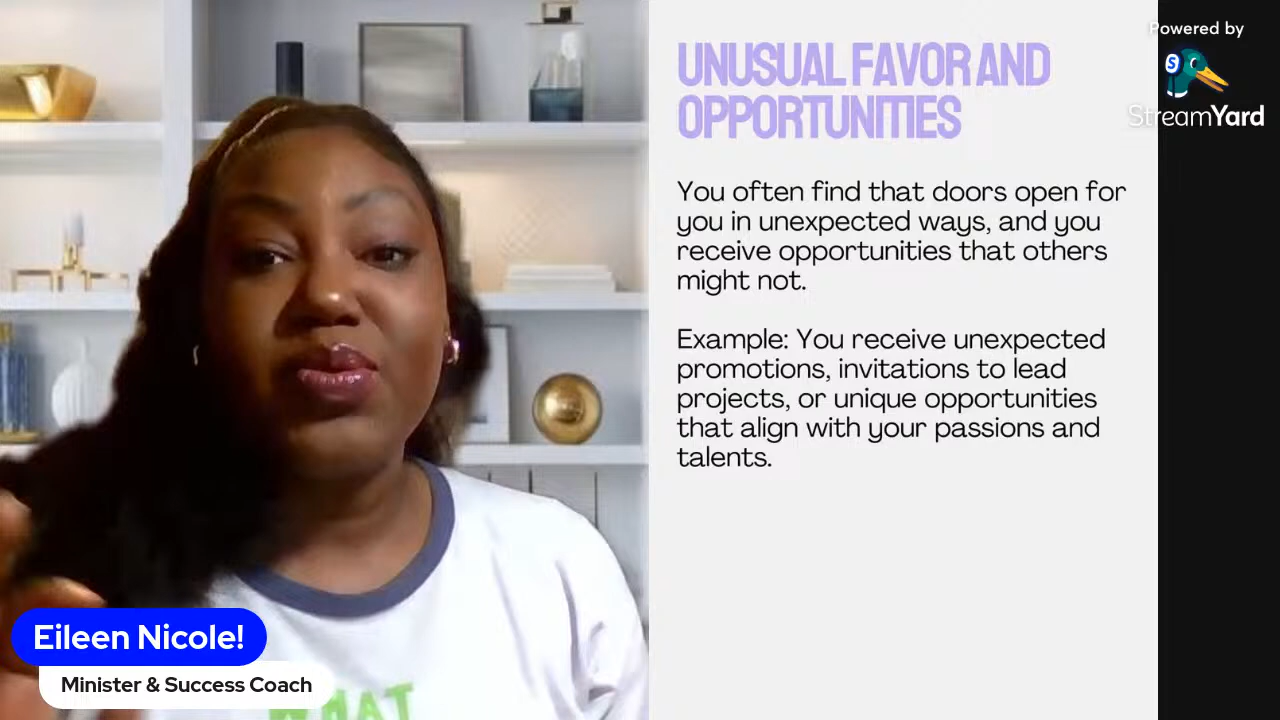 UNUSUAL FAVOR AND
OPPORTUNITIES
You often find that doors open for
you in unexpected ways, and you
receive opportunities that others
might not.
Example: You receive unexpected
promotions, invitations to lead
projects, or unique opportunities
that align with your passions and
talents.
Powered by
S
StreamYard
Eileen Nicole!
Minister & Success Coach
WHAT